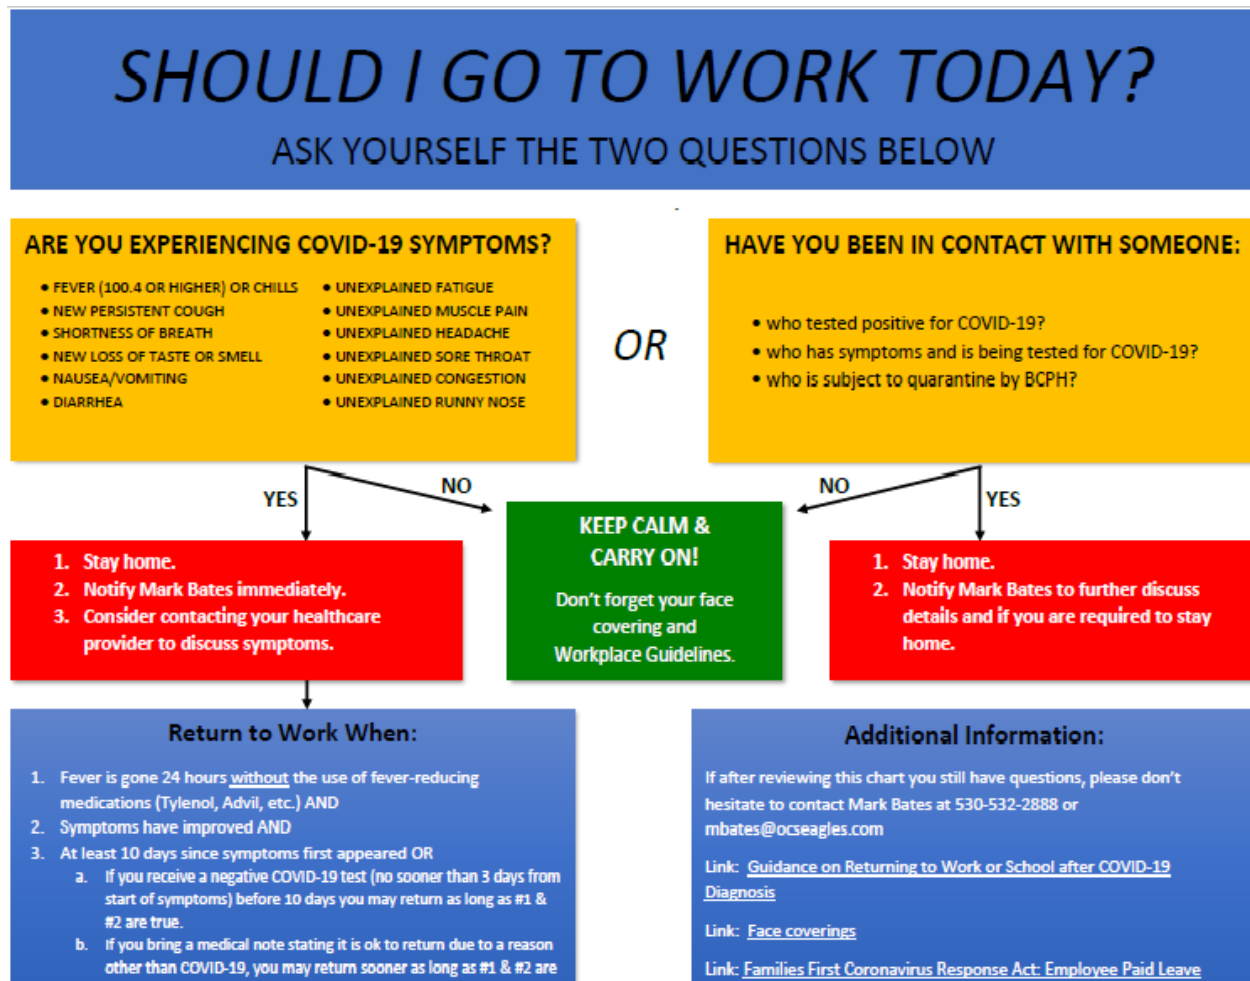 SHOULD I GO TO WORK TODAY?
ASK YOURSELF THE TWO QUESTIONS BELOW
ARE YOU EXPERIENCING COVID-19 SYMPTOMS?
• FEVER (100.4 OR HIGHER) OR CHILLS
• NEW PERSISTENT COUGH
• SHORTNESS OF BREATH
• NEW LOSS OF TASTE OR SMELL
• NAUSEA/VOMITING
• DIARRHEA
• UNEXPLAINED FATIGUE
• UNEXPLAINED MUSCLE PAIN
• UNEXPLAINED HEADACHE
• UNEXPLAINED SORE THROAT
• UNEXPLAINED CONGESTION
• UNEXPLAINED RUNNY NOSE
OR
HAVE YOU BEEN IN CONTACT WITH SOMEONE:
• who tested positive for COVID-19?
• who has symptoms and is being tested for COVID-19?
• who is subject to quarantine by BCPH?
YES
NO
NO
YES
1. Stay home.
2. Notify Mark Bates immediately.
3. Consider contacting your healthcare
provider to discuss symptoms.
KEEP CALM &
CARRY ON!
Don't forget your face
covering and
Workplace Guidelines.
1. Stay home.
2. Notify Mark Bates to further discuss
details and if you are required to stay
home.
Return to Work When:
1. Fever is gone 24 hours without the use of fever-reducing
medications (Tylenol, Advil, etc.) AND
2. Symptoms have improved AND
3. At least 10 days since symptoms first appeared OR
a. If you receive a negative COVID-19 test (no sooner than 3 days from
start of symptoms) before 10 days you may return as long as #1 &
#2 are true.
b. If you bring a medical note stating it is ok to return due to a reason
other than COVID-19, you may return sooner as long as #1 & #2 are
Additional Information:
If after reviewing this chart you still have questions, please don't
hesitate to contact Mark Bates at 530-532-2888 or
mbates@ocseagles.com
Link: Guidance on Returning to Work or School after COVID-19
Diagnosis
Link: Face coverings
Link: Families First Coronavirus Response Act: Employee Paid Leave